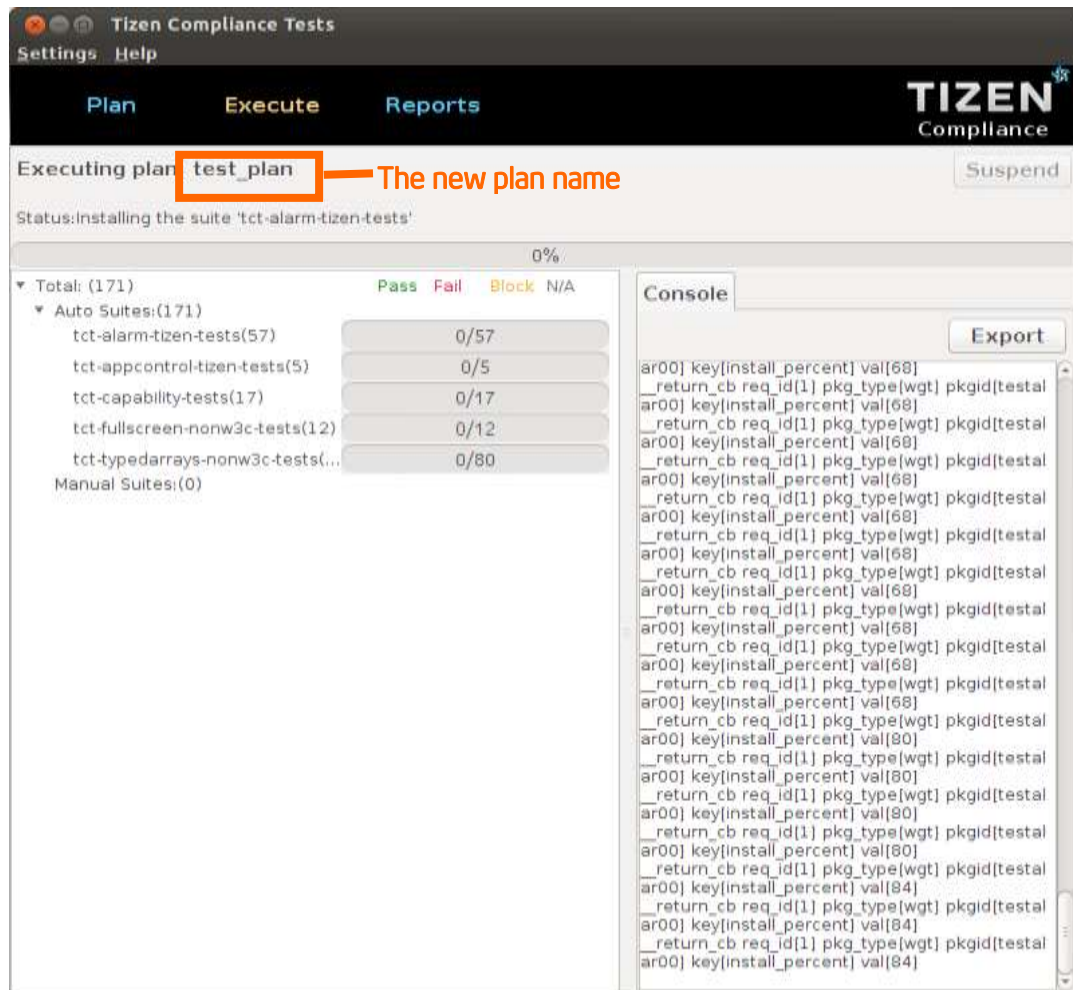 Tizen Compliance Tests
Settings Help
Plan Execute Reports
TIZEN
Compliance
Executing plan test_plan
The new plan name
Suspend
Status:Installing the suite 'tct-alarm-tizen-tests'
0%
Total: (171) Pass Fail Block N/A
Auto Suites:(171)
tct-alarm-tizen-tests(57) 0/57
tct-appcontrol-tizen-tests(5) 0/5
tct-capability-tests(17) 0/17
tct-fullscreen-nonw3c-tests(12) 0/12
tct-typedarrays-nonw3c-tests(... 0/80
Manual Suites:(0)
Console
Export
ar00] key[install_percent] val[68]
__return_cb req_id[1] pkg_type[wgt] pkgid[testal
ar00] key[install_percent] val[68]
__return_cb req_id[1] pkg_type[wgt] pkgid[testal
ar00] key[install_percent] val[68]
__return_cb req_id[1] pkg_type[wgt] pkgid[testal
ar00] key[install_percent] val[68]
__return_cb req_id[1] pkg_type[wgt] pkgid[testal
ar00] key[install_percent] val[68]
__return_cb req_id[1] pkg_type[wgt] pkgid[testal
ar00] key[install_percent] val[68]
__return_cb req_id[1] pkg_type[wgt] pkgid[testal
ar00] key[install_percent] val[68]
__return_cb req_id[1] pkg_type[wgt] pkgid[testal
ar00] key[install_percent] val[68]
__return_cb req_id[1] pkg_type[wgt] pkgid[testal
ar00] key[install_percent] val[68]
__return_cb req_id[1] pkg_type[wgt] pkgid[testal
ar00] key[install_percent] val[68]
__return_cb req_id[1] pkg_type[wgt] pkgid[testal
ar00] key[install_percent] val[80]
__return_cb req_id[1] pkg_type[wgt] pkgid[testal
ar00] key[install_percent] val[80]
__return_cb req_id[1] pkg_type[wgt] pkgid[testal
ar00] key[install_percent] val[80]
__return_cb req_id[1] pkg_type[wgt] pkgid[testal
ar00] key[install_percent] val[80]
__return_cb req_id[1] pkg_type[wgt] pkgid[testal
ar00] key[install_percent] val[84]
__return_cb req_id[1] pkg_type[wgt] pkgid[testal
ar00] key[install_percent] val[84]
__return_cb req_id[1] pkg_type[wgt] pkgid[testal
ar00] key[install_percent] val[84]